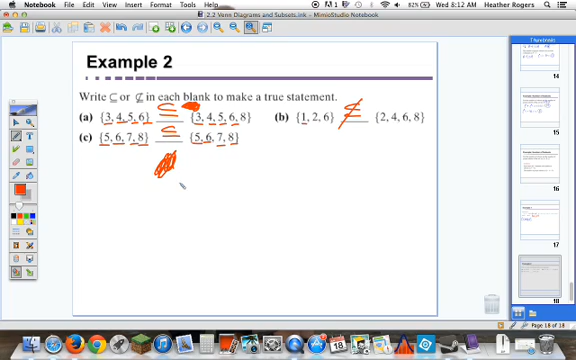 MimioStudio Notebook File Edit View Insert Format Tools Help 82% Wed 8:12 AM Heather Rogers
2.2 Venn Diagrams and Subsets.ink - MimioStudio Notebook
Example 2
Write ⊆ or ⊈ in each blank to make a true statement.
(a) {3, 4, 5, 6} ⊆ {3, 4, 5, 6, 8} (b) {1, 2, 6} ⊈ {2, 4, 6, 8}
(c) {5, 6, 7, 8} ⊆ {5, 6, 7, 8}
14
15
16
17
18
Page 18 of 18